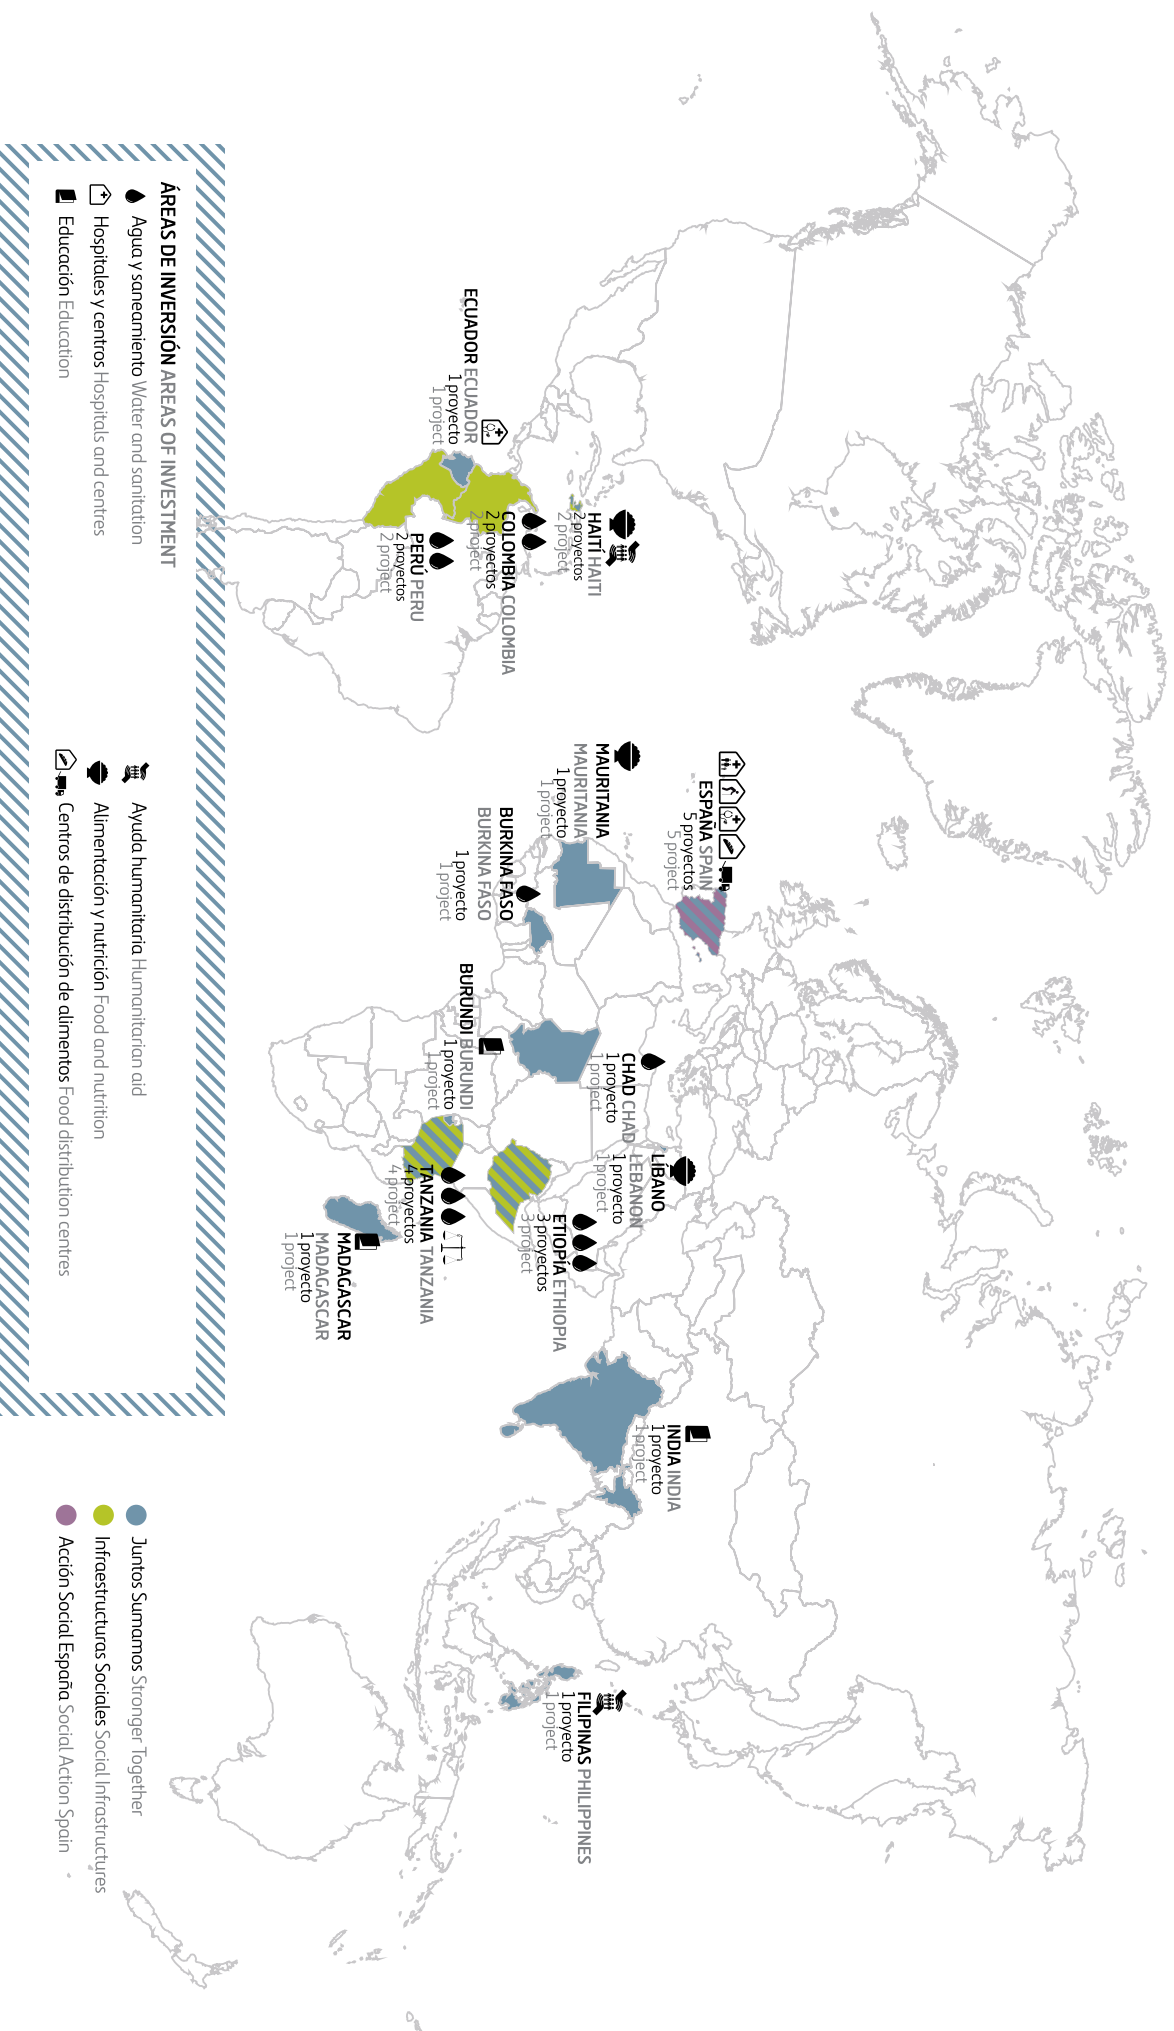 ECUADOR ECUADOR
1 proyecto
1 project
HAITÍ HAITI
2 proyectos
2 project
COLOMBIA COLOMBIA
2 proyectos
2 project
PERÚ PERU
2 proyectos
2 project
ESPAÑA SPAIN
5 proyectos
5 project
MAURITANIA
MAURITANIA
1 proyecto
1 project
BURKINA FASO
BURKINA FASO
1 proyecto
1 project
CHAD CHAD
1 proyecto
1 project
BURUNDI BURUNDI
1 proyecto
1 project
LÍBANO
LEBANON
1 proyecto
1 project
ETIOPÍA ETHIOPIA
3 proyectos
3 project
TANZANIA TANZANIA
4 proyectos
4 project
MADAGASCAR
MADAGASCAR
1 proyecto
1 project
INDIA INDIA
1 proyecto
1 project
FILIPINAS PHILIPPINES
1 proyecto
1 project
ÁREAS DE INVERSIÓN AREAS OF INVESTMENT
Agua y saneamiento Water and sanitation
Hospitales y centros Hospitals and centres
Educación Education
Ayuda humanitaria Humanitarian aid
Alimentación y nutrición Food and nutrition
Centros de distribución de alimentos Food distribution centres
Juntos Sumamos Stronger Together
Infraestructuras Sociales Social Infrastructures
Acción Social España Social Action Spain